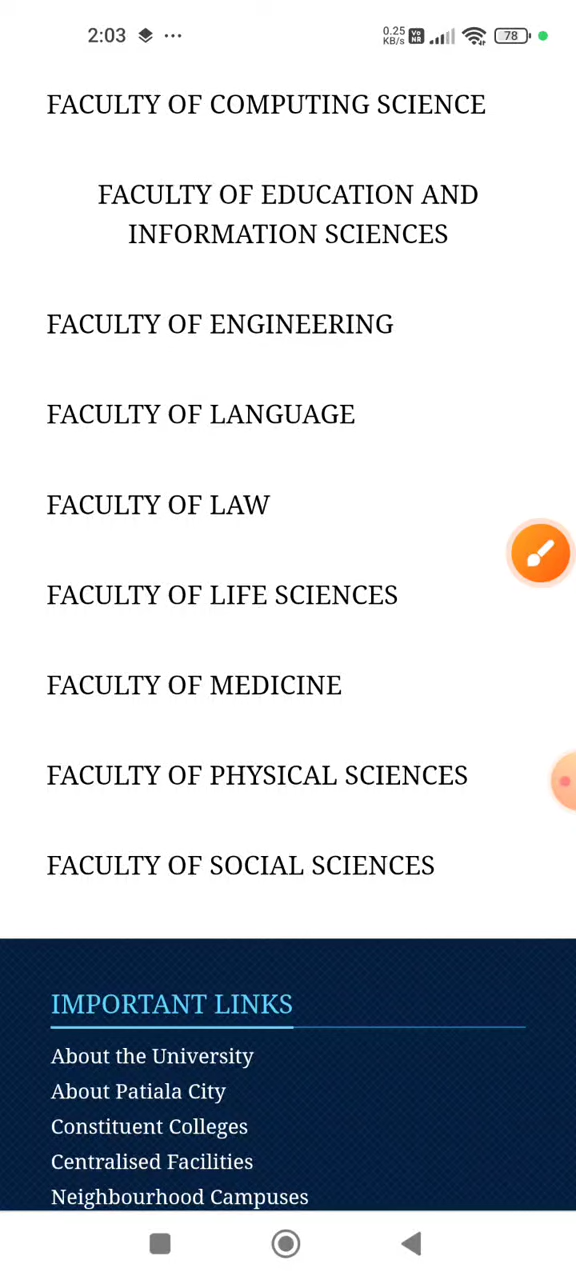 2:03
0.25
KB/s
Vo
NR
78
FACULTY OF COMPUTING SCIENCE
FACULTY OF EDUCATION AND
INFORMATION SCIENCES
FACULTY OF ENGINEERING
FACULTY OF LANGUAGE
FACULTY OF LAW
FACULTY OF LIFE SCIENCES
FACULTY OF MEDICINE
FACULTY OF PHYSICAL SCIENCES
FACULTY OF SOCIAL SCIENCES
IMPORTANT LINKS
About the University
About Patiala City
Constituent Colleges
Centralised Facilities
Neighbourhood Campuses